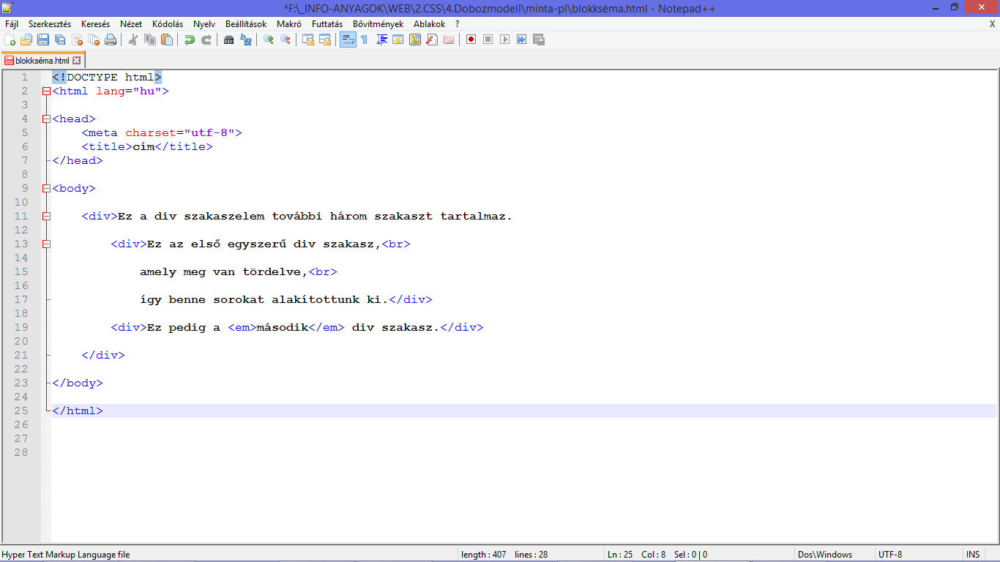 *F:\_INFO-ANYAGOK\WEB\2.CSS\4.Dobozmodell\minta-pl\blokkséma.html - Notepad++
Fájl Szerkesztés Keresés Nézet Kódolás Nyelv Beállítások Makró Futtatás Bővítmények Ablakok ? X
blokkséma.html
1 <!DOCTYPE html>
2 <html lang="hu">
3
4 <head>
5 <meta charset="utf-8">
6 <title>cím</title>
7 </head>
8
9 <body>
10
11 <div>Ez a div szakaszelem további három szakaszt tartalmaz.
12
13 <div>Ez az első egyszerű div szakasz,<br>
14
15 amely meg van tördelve,<br>
16
17 így benne sorokat alakítottunk ki.</div>
18
19 <div>Ez pedig a <em>második</em> div szakasz.</div>
20
21 </div>
22
23 </body>
24
25 </html>
26
27
28
Hyper Text Markup Language file length : 407 lines : 28 Ln : 25 Col : 8 Sel : 0 | 0 Dos\Windows UTF-8 INS